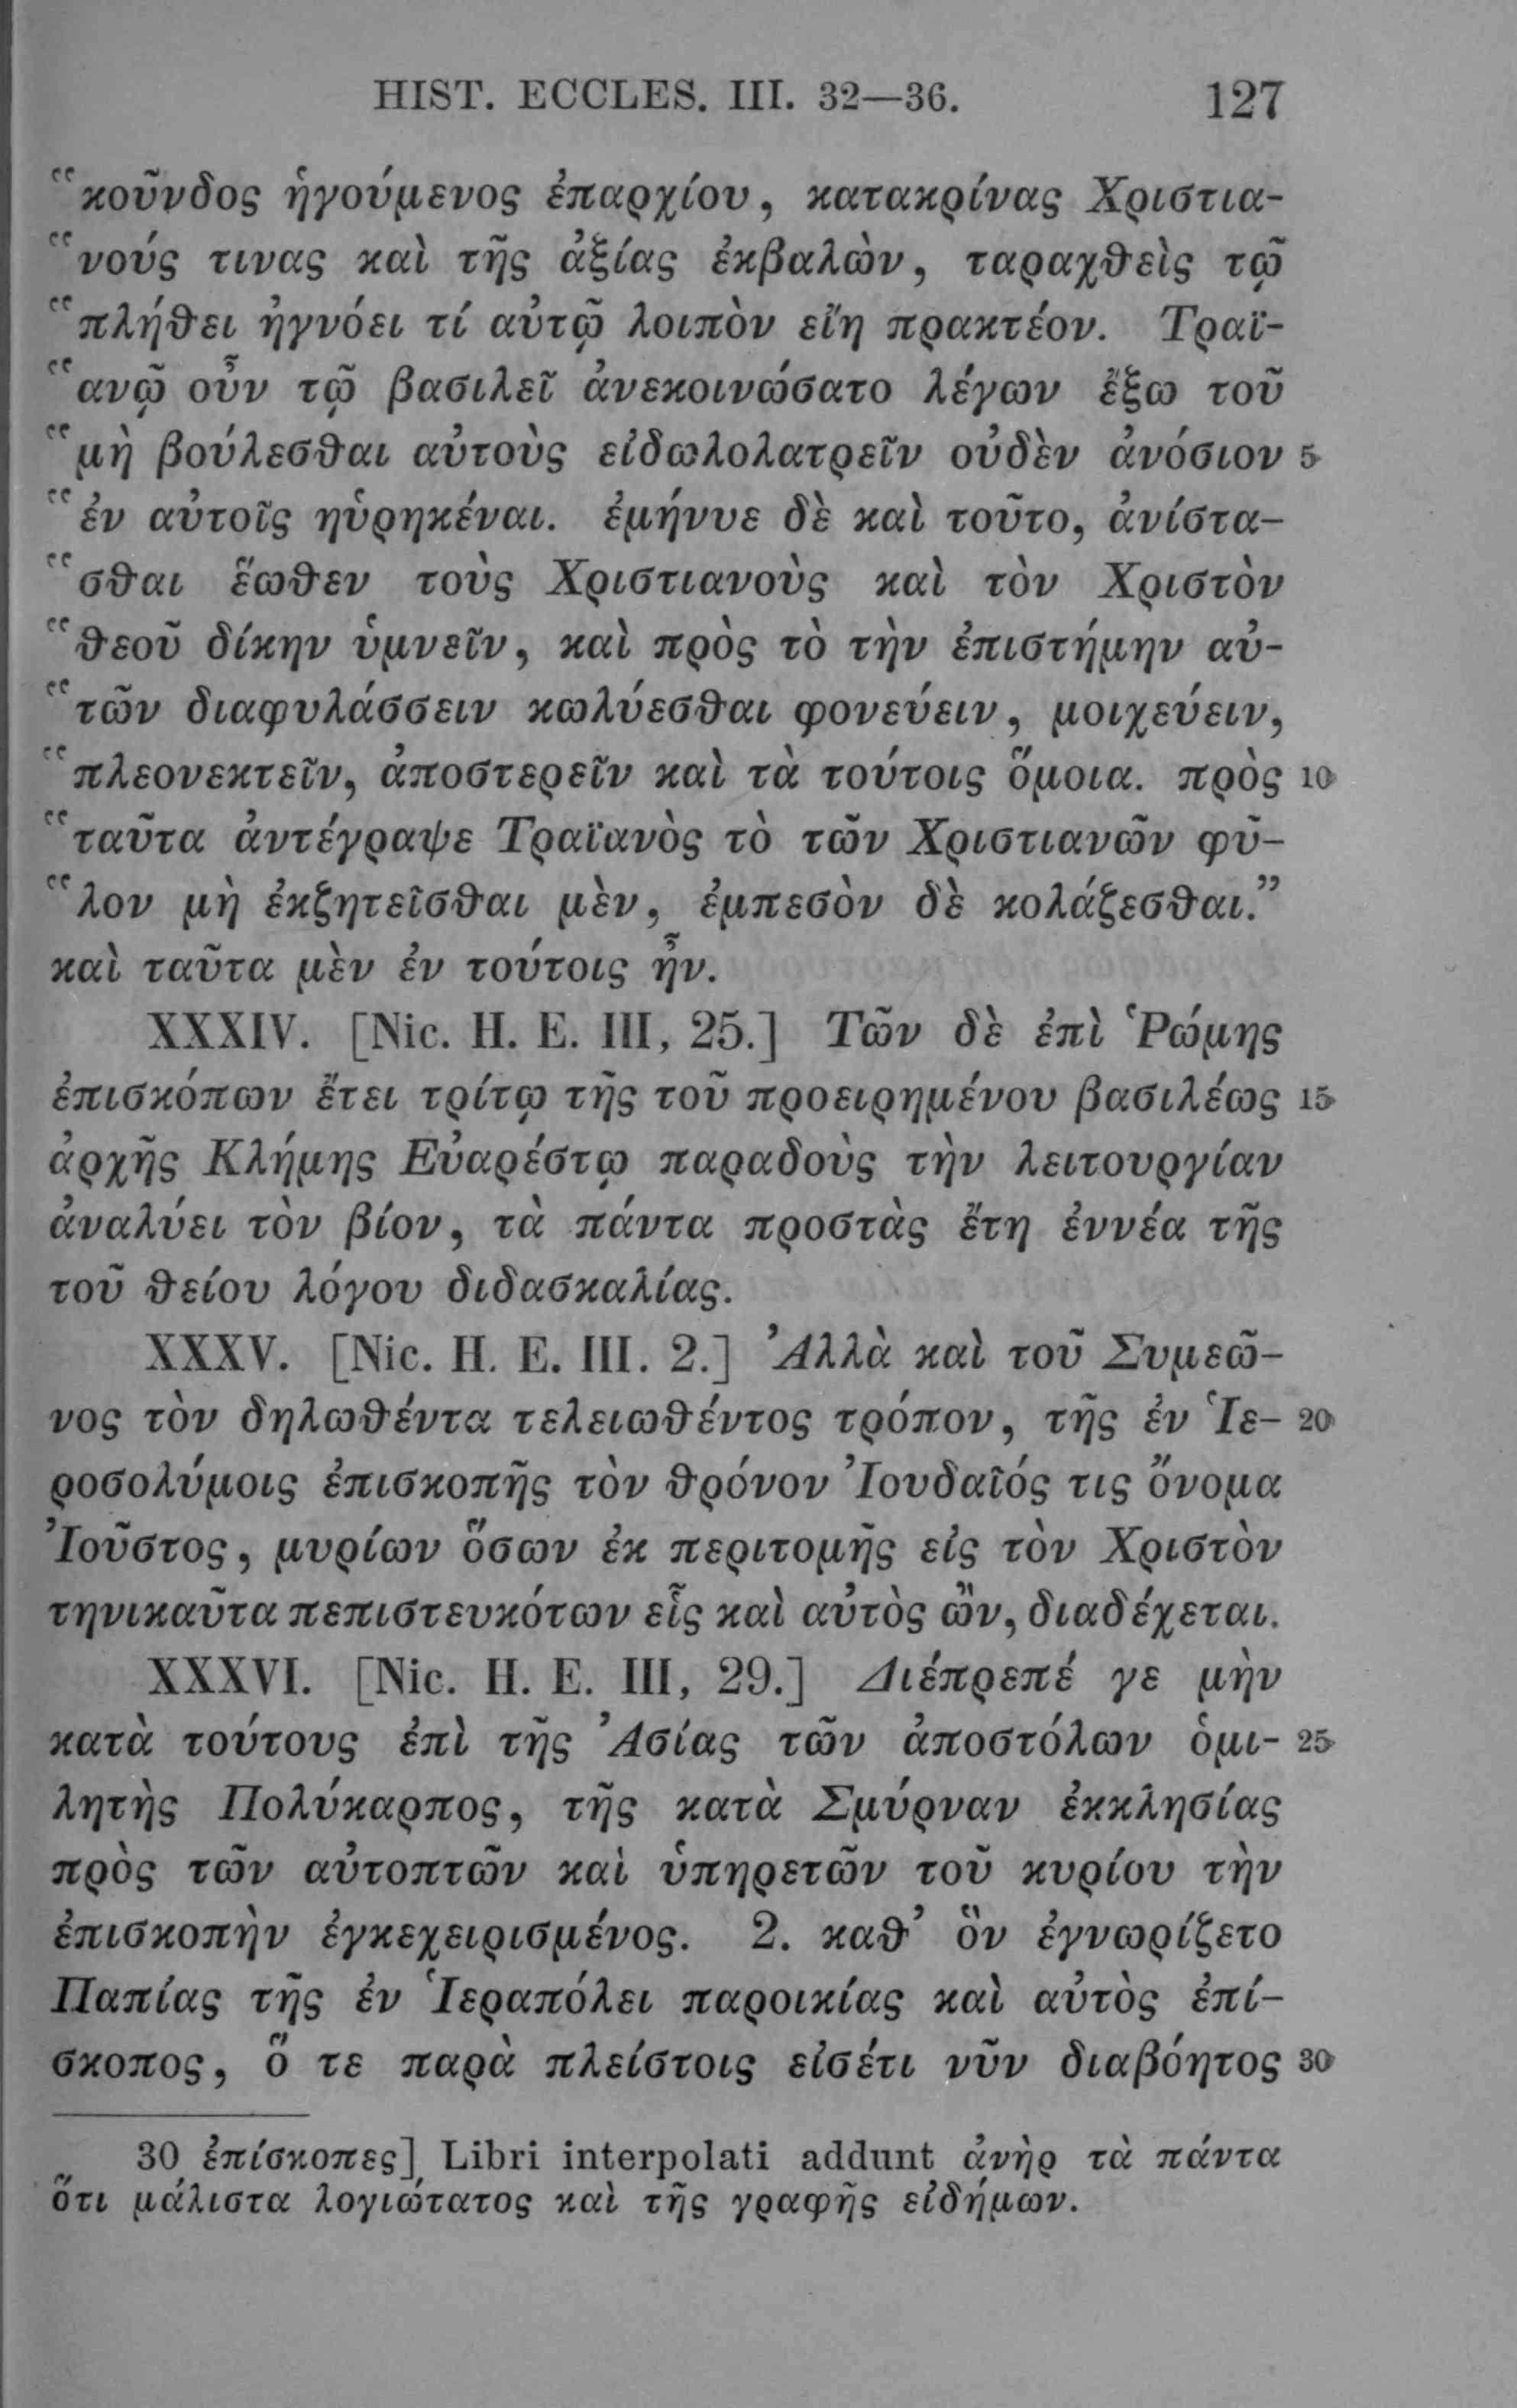 HIST. ECCLES. III. 32—36. 127
“κοῦνδος ἡγούμενος ἐπαρχίου, κατακρίνας Χριστια-
“νούς τινας καὶ τῆς ἀξίας ἐκβαλὼν, ταραχθεὶς τῷ
“πλήθει ἠγνόει τί αὐτῷ λοιπὸν εἴη πρακτέον. Τραϊ-
“ανῷ οὖν τῷ βασιλεῖ ἀνεκοινώσατο λέγων ἔξω τοῦ
“μὴ βούλεσθαι αὐτοὺς εἰδωλολατρεῖν οὐδὲν ἀνόσιον 5
“ἐν αὐτοῖς ηὑρηκέναι. ἐμήνυε δὲ καὶ τοῦτο, ἀνίστα-
“σθαι ἕωθεν τοὺς Χριστιανοὺς καὶ τὸν Χριστὸν
“θεοῦ δίκην ὑμνεῖν, καὶ πρὸς τὸ τὴν ἐπιστήμην αὐ-
“τῶν διαφυλάσσειν κωλύεσθαι φονεύειν, μοιχεύειν,
“πλεονεκτεῖν, ἀποστερεῖν καὶ τὰ τούτοις ὅμοια. πρὸς 10
“ταῦτα ἀντέγραψε Τραϊανὸς τὸ τῶν Χριστιανῶν φῦ-
“λον μὴ ἐκζητεῖσθαι μὲν, ἐμπεσὸν δὲ κολάζεσθαι.”
καὶ ταῦτα μὲν ἐν τούτοις ἦν.
XXXIV. [Nic. H. E. III, 25.] Τῶν δὲ ἐπὶ Ῥώμης
ἐπισκόπων ἔτει τρίτῳ τῆς τοῦ προειρημένου βασιλέως 15
ἀρχῆς Κλήμης Εὐαρέστῳ παραδοὺς τὴν λειτουργίαν
ἀναλύει τὸν βίον, τὰ πάντα προστὰς ἔτη ἐννέα τῆς
τοῦ θείου λόγου διδασκαλίας.
XXXV. [Nic. H. E. III. 2.] Ἀλλὰ καὶ τοῦ Συμεῶ-
νος τὸν δηλωθέντα τελειωθέντος τρόπον, τῆς ἐν Ἱε- 20
ροσολύμοις ἐπισκοπῆς τὸν θρόνον Ἰουδαῖός τις ὄνομα
Ἰοῦστος, μυρίων ὅσων ἐκ περιτομῆς εἰς τὸν Χριστὸν
τηνικαῦτα πεπιστευκότων εἷς καὶ αὐτὸς ὢν, διαδέχεται.
XXXVI. [Nic. H. E. III, 29.] Διέπρεπέ γε μὴν
κατὰ τούτους ἐπὶ τῆς Ἀσίας τῶν ἀποστόλων ὁμι- 25
λητὴς Πολύκαρπος, τῆς κατὰ Σμύρναν ἐκκλησίας
πρὸς τῶν αὐτοπτῶν καὶ ὑπηρετῶν τοῦ κυρίου τὴν
ἐπισκοπὴν ἐγκεχειρισμένος. 2. καθ’ ὃν ἐγνωρίζετο
Παπίας τῆς ἐν Ἱεραπόλει παροικίας καὶ αὐτὸς ἐπί-
σκοπος, ὅ τε παρὰ πλείστοις εἰσέτι νῦν διαβόητος 30
30 ἐπίσκοπες] Libri interpolati addunt ἀνὴρ τὰ πάντα
ὅτι μάλιστα λογιώτατος καὶ τῆς γραφῆς εἰδήμων.